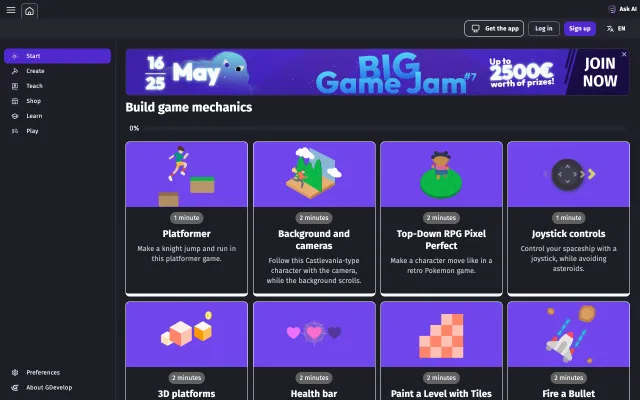 Ask AI
Get the app
Log in
Sign up
EN
Start
Create
Teach
Shop
Learn
Play
16
25
May
BIG
Game Jam
#7
Up to
2500€
worth of prizes!
JOIN
NOW
Build game mechanics
0%
1 minute
Platformer
Make a knight jump and run in
this platformer game.
2 minutes
Background and
cameras
Follow this Castlevania-type
character with the camera,
while the background scrolls.
2 minutes
Top-Down RPG Pixel
Perfect
Make a character move like in a
retro Pokemon game.
1 minute
Joystick controls
Control your spaceship with a
joystick, while avoiding
asteroids.
2 minutes
3D platforms
2 minutes
Health bar
2 minutes
Paint a Level with Tiles
2 minutes
Fire a Bullet
Preferences
About GDevelop